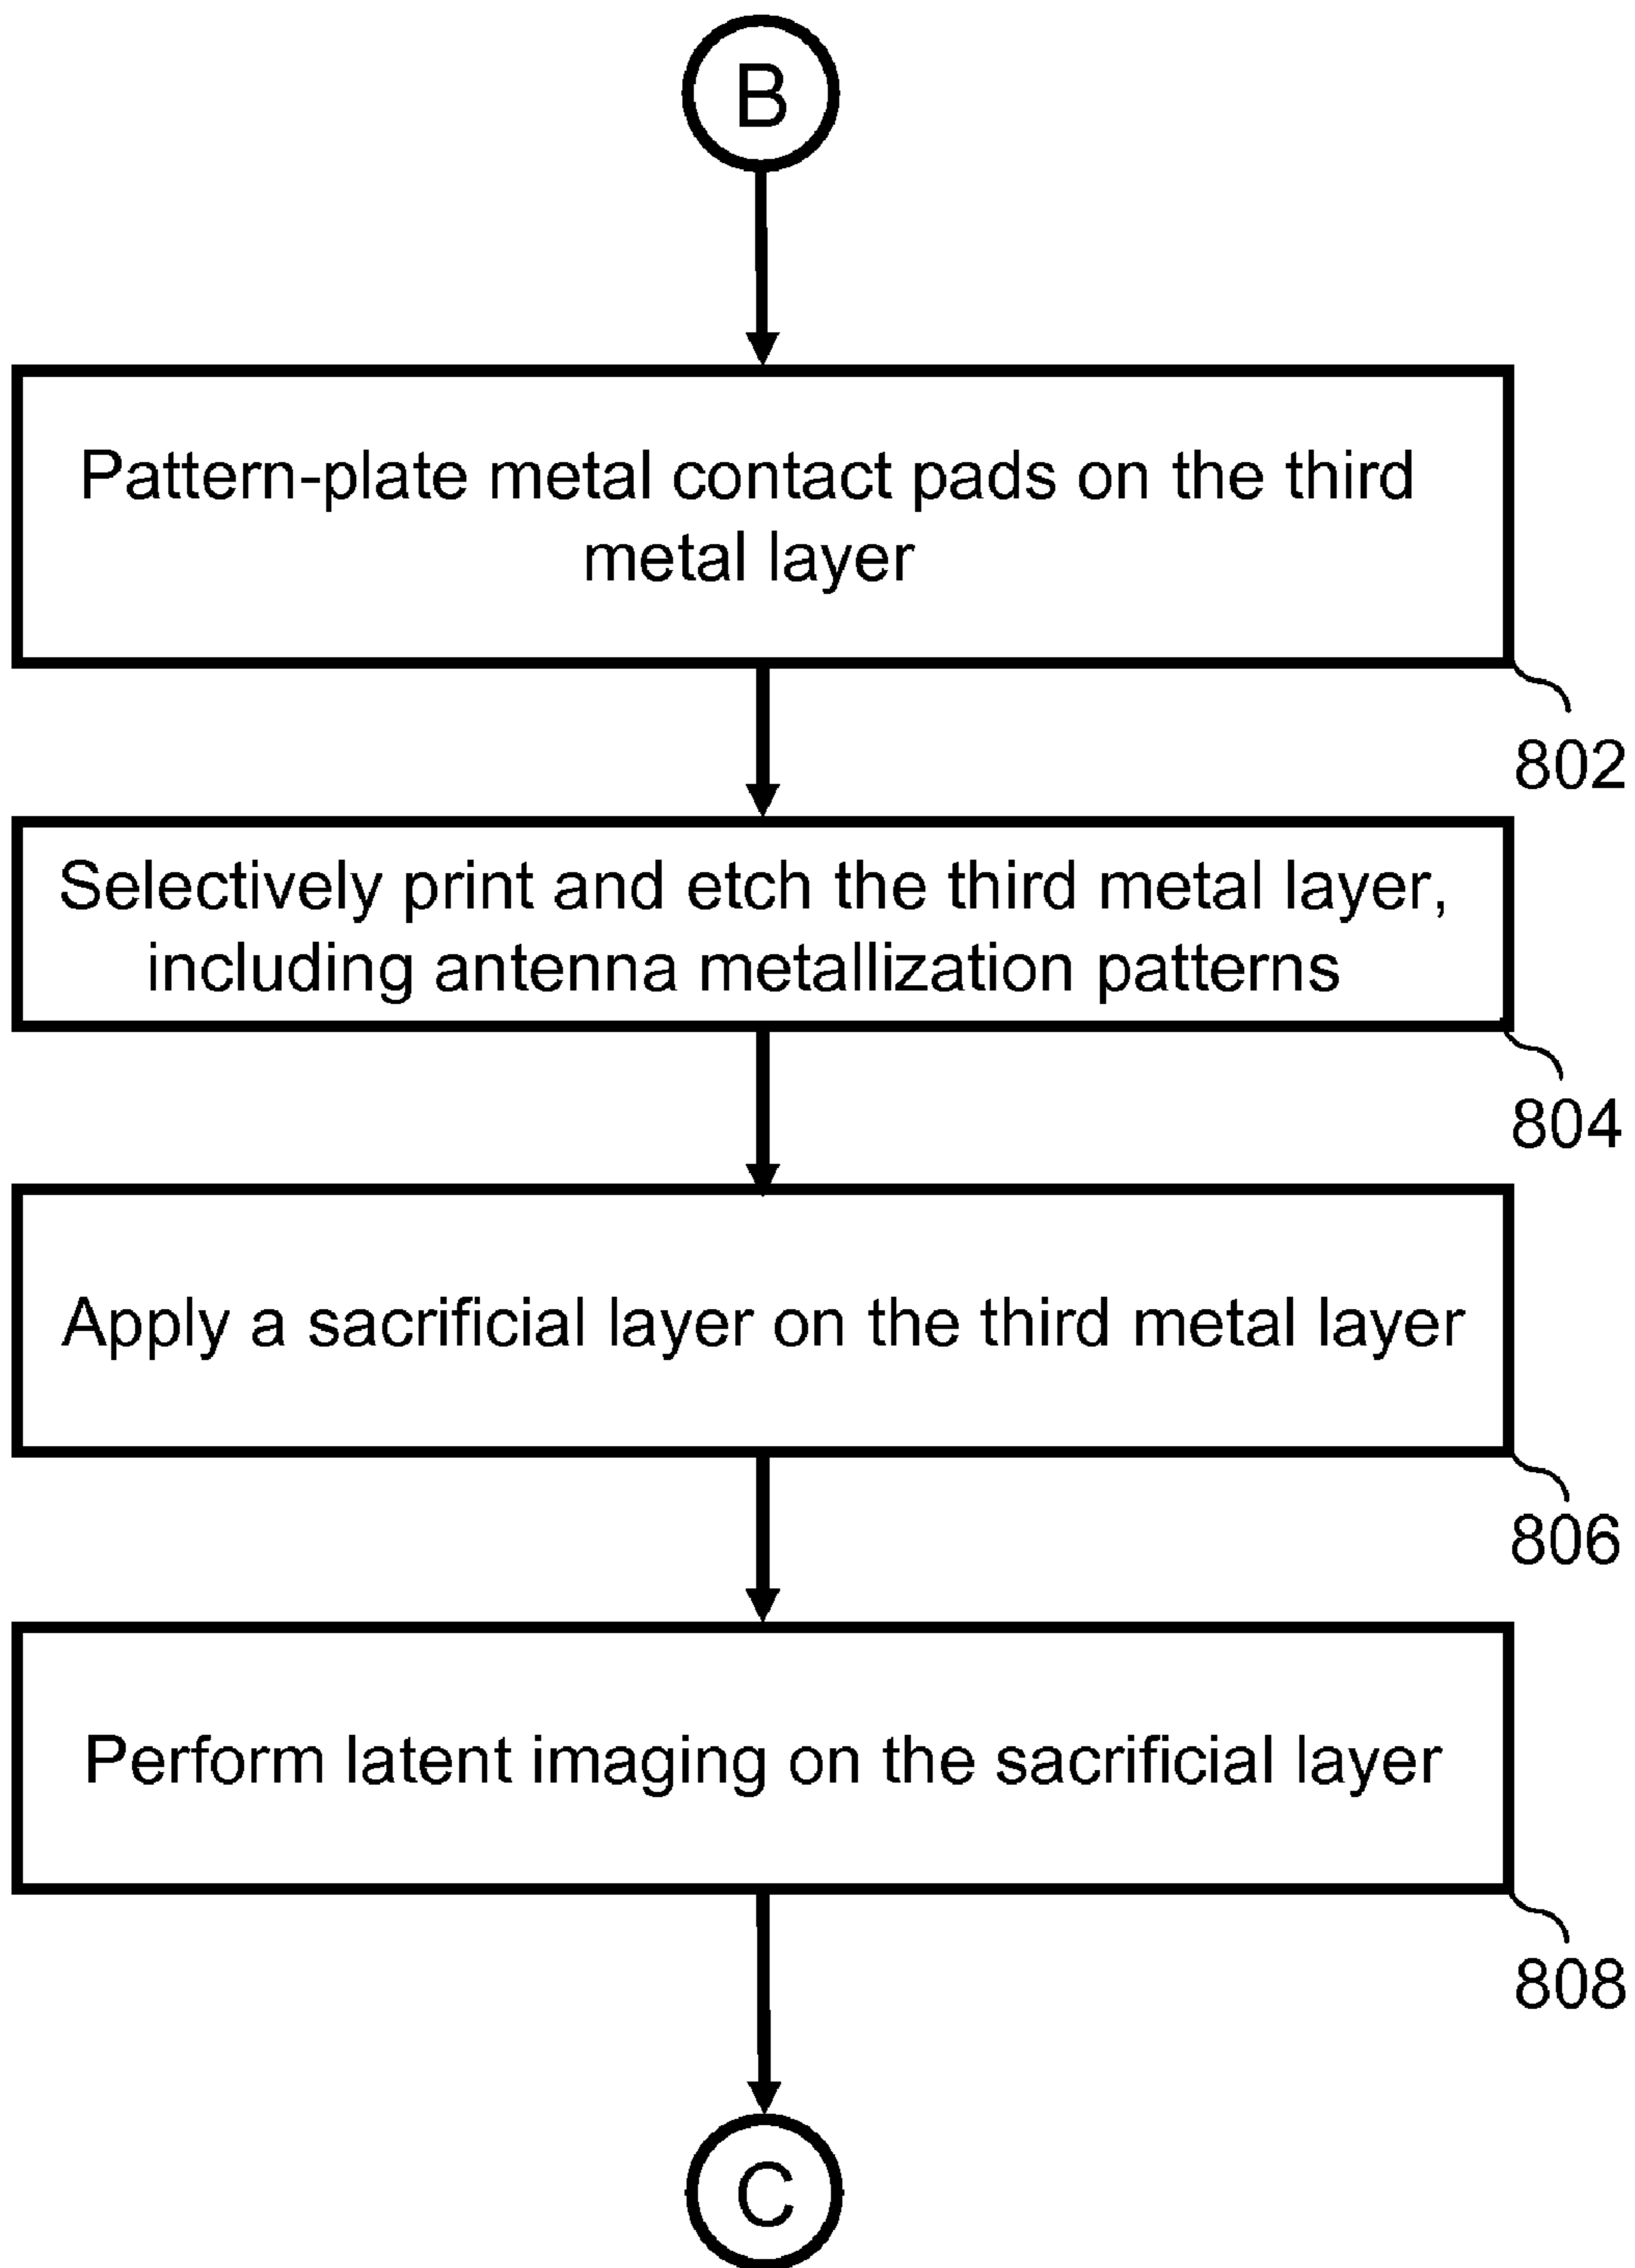 B
Pattern-plate metal contact pads on the third
metal layer
802
Selectively print and etch the third metal layer,
including antenna metallization patterns
804
Apply a sacrificial layer on the third metal layer
806
Perform latent imaging on the sacrificial layer
808
C